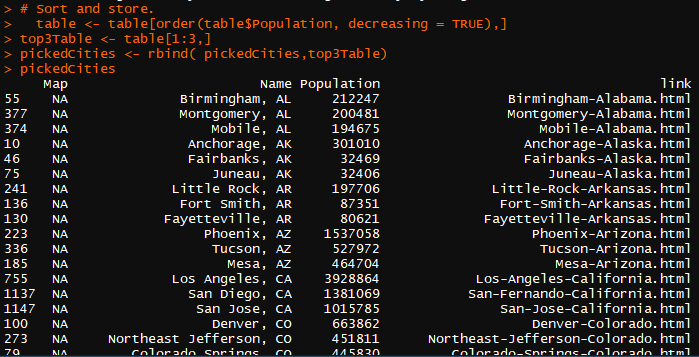 > # Sort and store.
>   table <- table[order(table$Population, decreasing = TRUE),]
> top3Table <- table[1:3,]
> pickedCities <- rbind( pickedCities,top3Table)
> pickedCities
Map Name Population link
55 NA Birmingham, AL 212247 Birmingham-Alabama.html
377 NA Montgomery, AL 200481 Montgomery-Alabama.html
374 NA Mobile, AL 194675 Mobile-Alabama.html
10 NA Anchorage, AK 301010 Anchorage-Alaska.html
46 NA Fairbanks, AK 32469 Fairbanks-Alaska.html
75 NA Juneau, AK 32406 Juneau-Alaska.html
241 NA Little Rock, AR 197706 Little-Rock-Arkansas.html
136 NA Fort Smith, AR 87351 Fort-Smith-Arkansas.html
130 NA Fayetteville, AR 80621 Fayetteville-Arkansas.html
223 NA Phoenix, AZ 1537058 Phoenix-Arizona.html
336 NA Tucson, AZ 527972 Tucson-Arizona.html
185 NA Mesa, AZ 464704 Mesa-Arizona.html
755 NA Los Angeles, CA 3928864 Los-Angeles-California.html
1137 NA San Diego, CA 1381069 San-Fernando-California.html
1147 NA San Jose, CA 1015785 San-Jose-California.html
100 NA Denver, CO 663862 Denver-Colorado.html
273 NA Northeast Jefferson, CO 451811 Northeast-Jefferson-Colorado.html
79 NA Colorado Springs, CO 445830 Colorado-Springs-Colorado.html